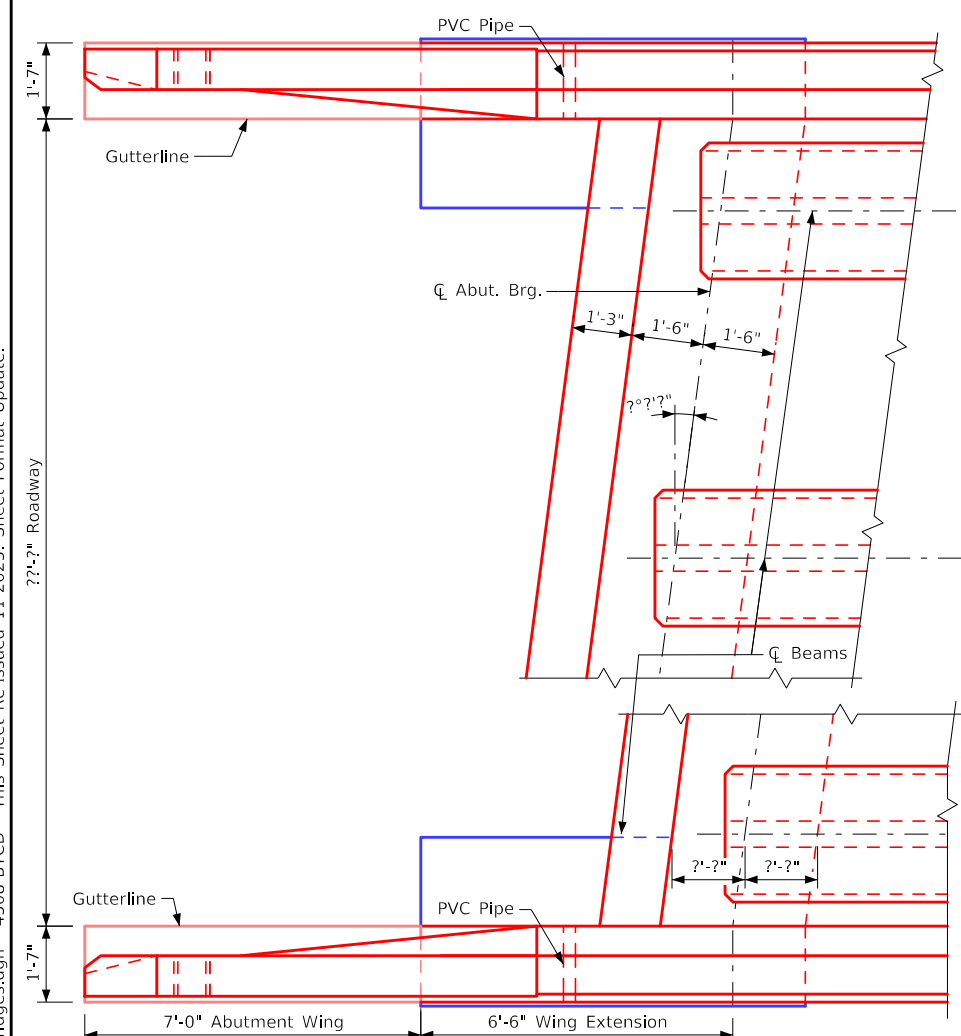 PVC Pipe
1'-7"
Gutterline
℄ Abut. Brg.
1'-3"
1'-6"
1'-6"
?°?'?"
??'-?" Roadway
℄ Beams
?'-?"
?'-?"
Gutterline
PVC Pipe
1'-7"
7'-0" Abutment Wing
6'-6" Wing Extension
This Sheet Re-Issued 11-2023. Sheet Format Update.